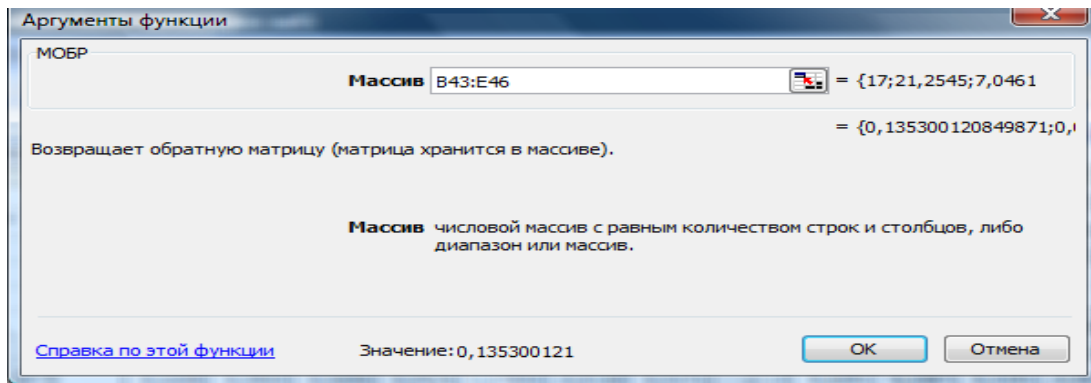 Аргументы функции
МОБР
Массив B43:E46 = {17;21,2545;7,0461
= {0,135300120849871;0,
Возвращает обратную матрицу (матрица хранится в массиве).
Массив числовой массив с равным количеством строк и столбцов, либо
диапазон или массив.
Справка по этой функции Значение: 0,135300121 OK Отмена